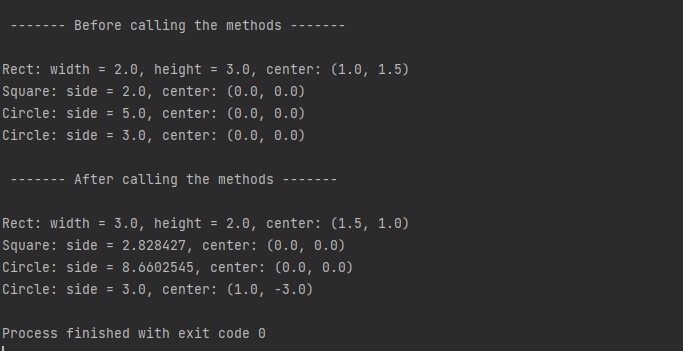 ------- Before calling the methods -------
Rect: width = 2.0, height = 3.0, center: (1.0, 1.5)
Square: side = 2.0, center: (0.0, 0.0)
Circle: side = 5.0, center: (0.0, 0.0)
Circle: side = 3.0, center: (0.0, 0.0)
------- After calling the methods -------
Rect: width = 3.0, height = 2.0, center: (1.5, 1.0)
Square: side = 2.828427, center: (0.0, 0.0)
Circle: side = 8.6602545, center: (0.0, 0.0)
Circle: side = 3.0, center: (1.0, -3.0)
Process finished with exit code 0